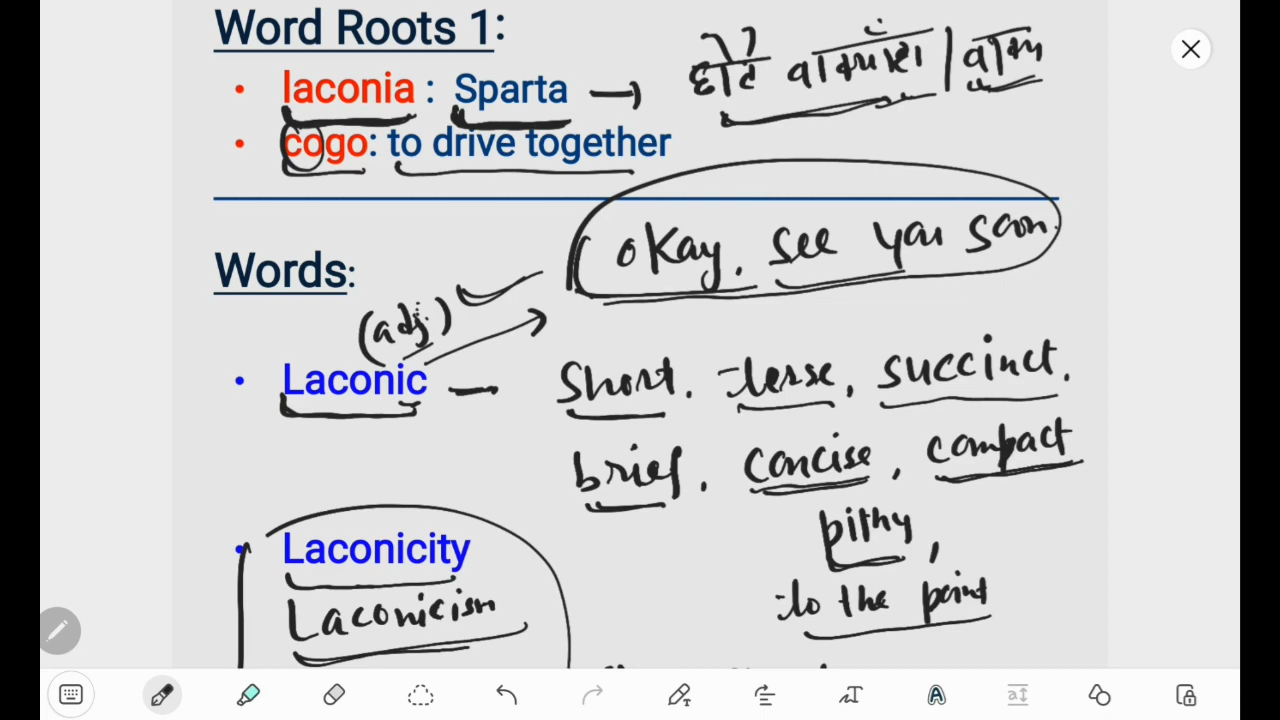 Word Roots 1:
• laconia : Sparta →
• cogo: to drive together
okay, see you soon.
Words:
(adj.)
• Laconic — short, terse, succinct.
brief, concise, compact
pithy,
to the point
• Laconicity
Laconicism